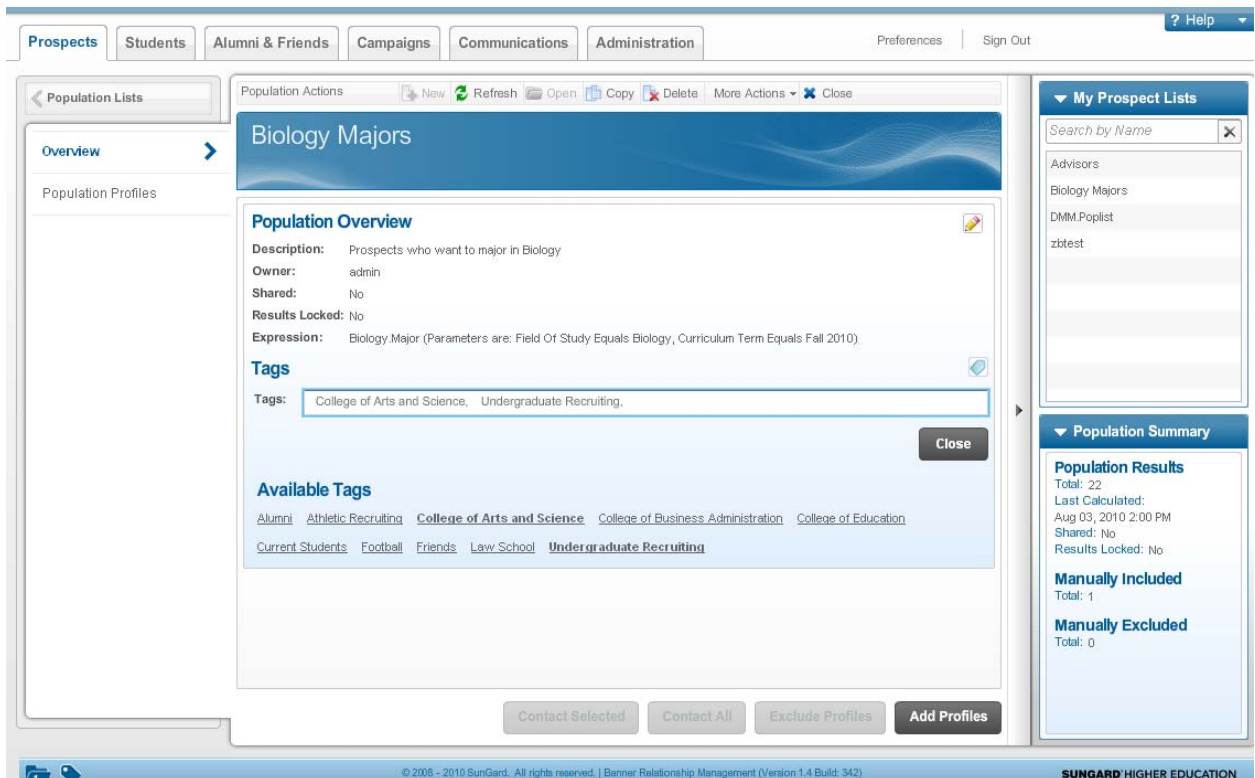 ? Help
Prospects Students Alumni & Friends Campaigns Communications Administration Preferences Sign Out
Population Lists
Overview
Population Profiles
Population Actions New Refresh Open Copy Delete More Actions Close
Biology Majors
Population Overview
Description: Prospects who want to major in Biology
Owner: admin
Shared: No
Results Locked: No
Expression: Biology.Major (Parameters are: Field Of Study Equals Biology, Curriculum Term Equals Fall 2010)
Tags
Tags: College of Arts and Science, Undergraduate Recruiting,
Close
Available Tags
Alumni Athletic Recruiting College of Arts and Science College of Business Administration College of Education
Current Students Football Friends Law School Undergraduate Recruiting
Contact Selected Contact All Exclude Profiles Add Profiles
My Prospect Lists
Search by Name
Advisors
Biology Majors
DMM.Poplist
zbtest
Population Summary
Population Results
Total: 22
Last Calculated:
Aug 03, 2010 2:00 PM
Shared: No
Results Locked: No
Manually Included
Total: 1
Manually Excluded
Total: 0
© 2008 - 2010 SunGard. All rights reserved. | Banner Relationship Management (Version 1.4 Build: 342)
SUNGARD' HIGHER EDUCATION